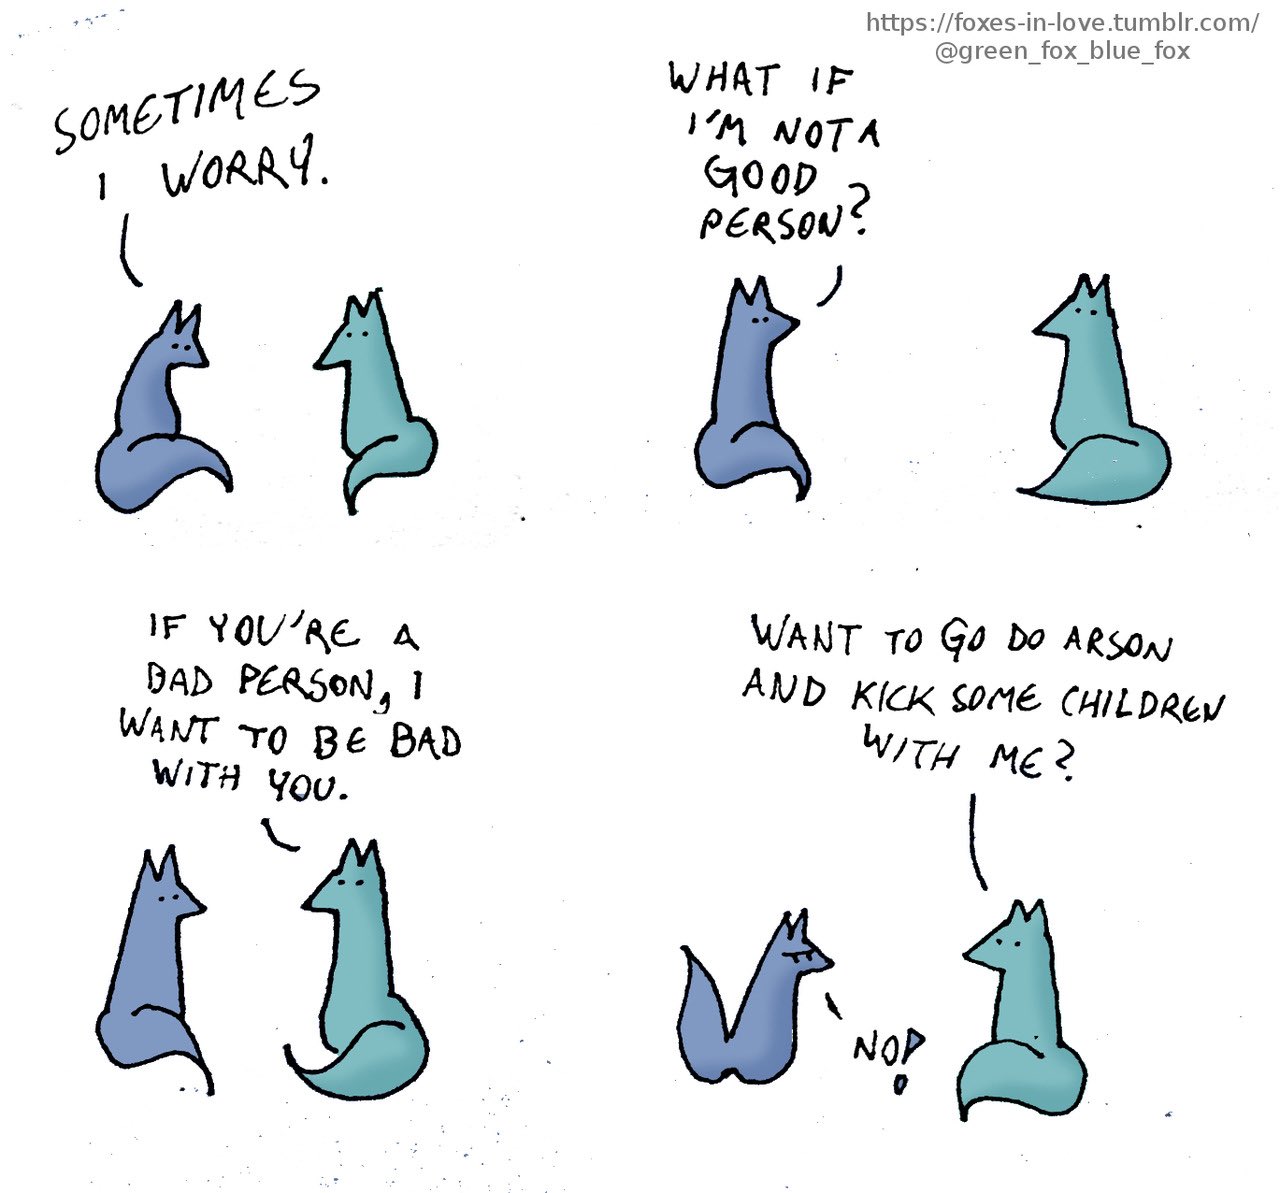 https://foxes-in-love.tumblr.com/
@green_fox_blue_fox
SOMETIMES
I WORRY.
WHAT IF
I'M NOT A
GOOD
PERSON?
IF YOU'RE A
BAD PERSON, I
WANT TO BE BAD
WITH YOU.
WANT TO GO DO ARSON
AND KICK SOME CHILDREN
WITH ME?
NO!